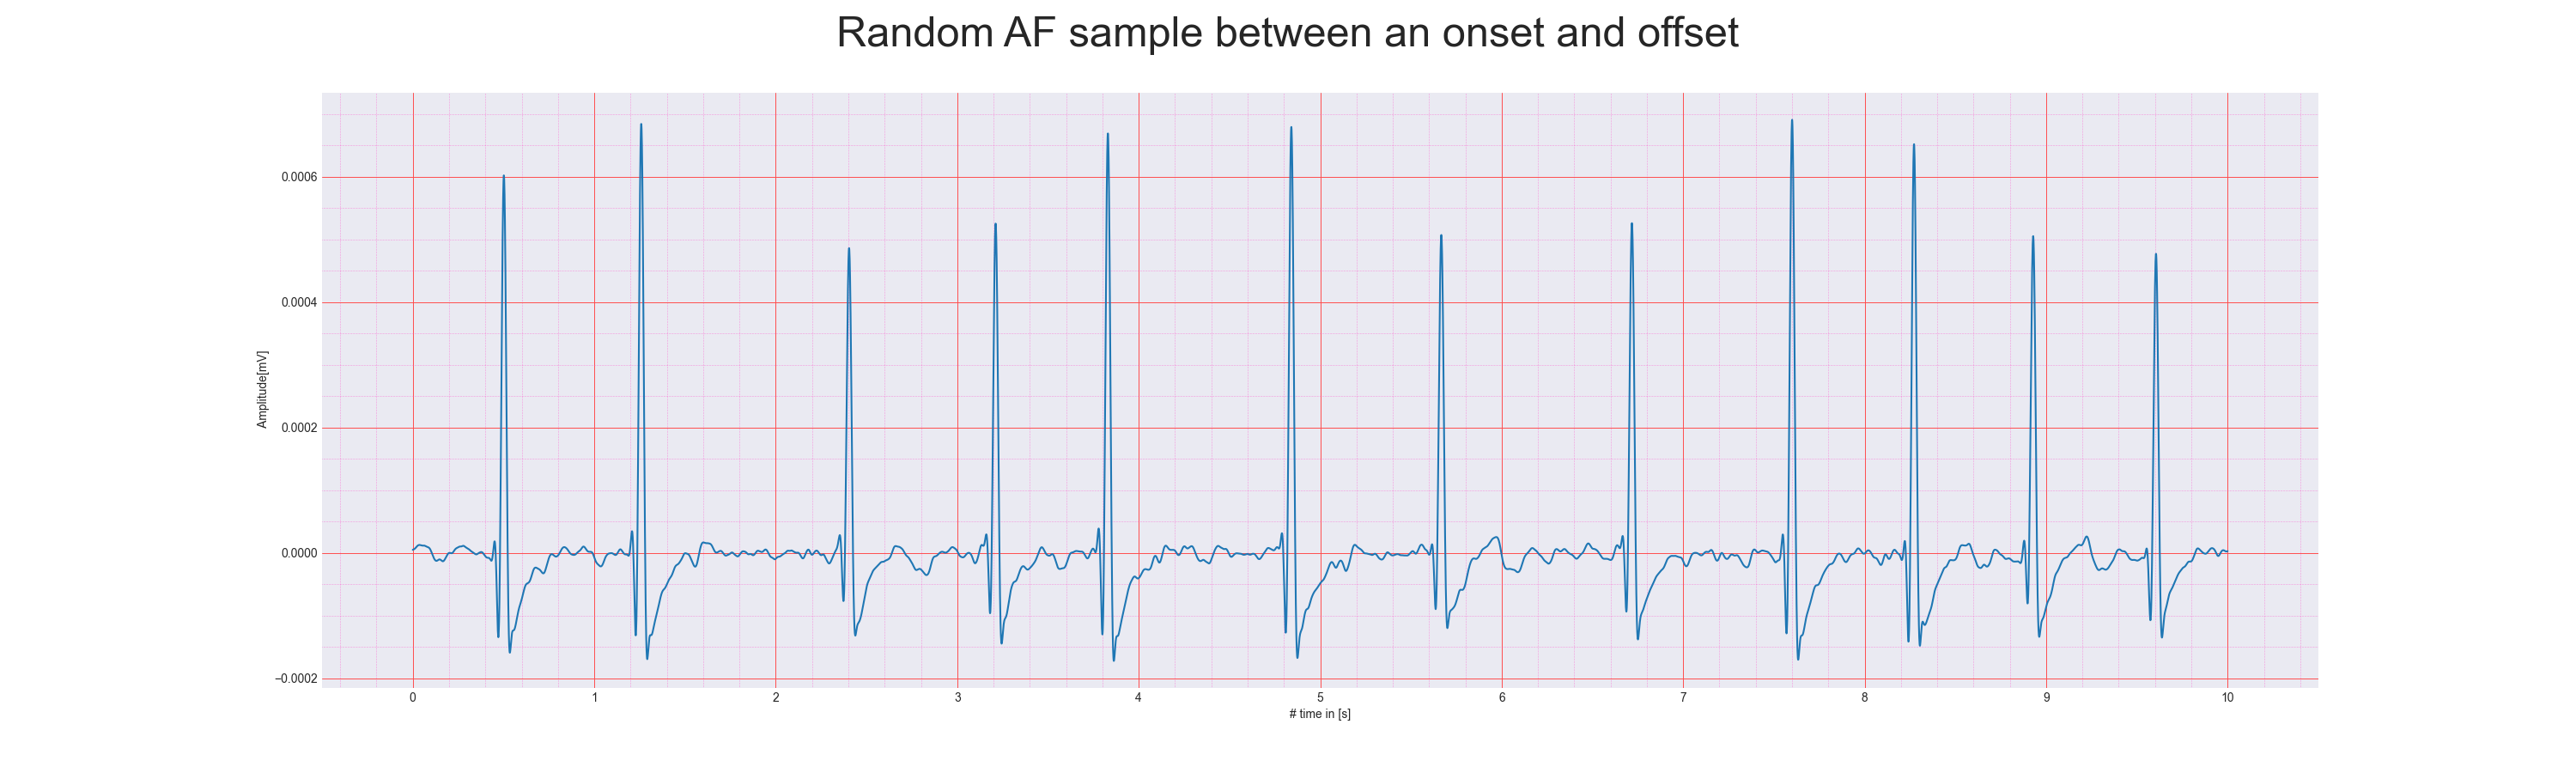 Random AF sample between an onset and offset
0.0006
0.0004
0.0002
0.0000
−0.0002
Amplitude[mV]
0 1 2 3 4 5 6 7 8 9 10
# time in [s]